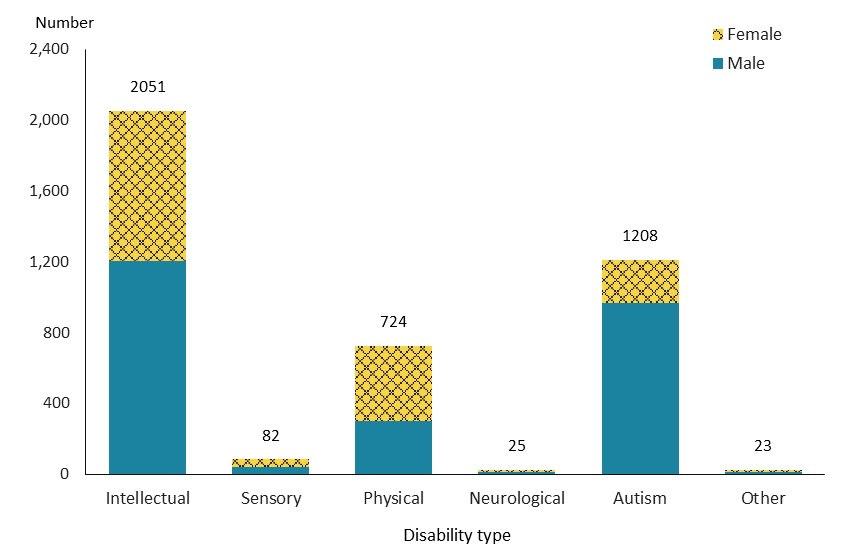 Number
Female
Male
2,400
2,000
1,600
1,200
800
400
0
2051
82
724
25
1208
23
Intellectual
Sensory
Physical
Neurological
Autism
Other
Disability type